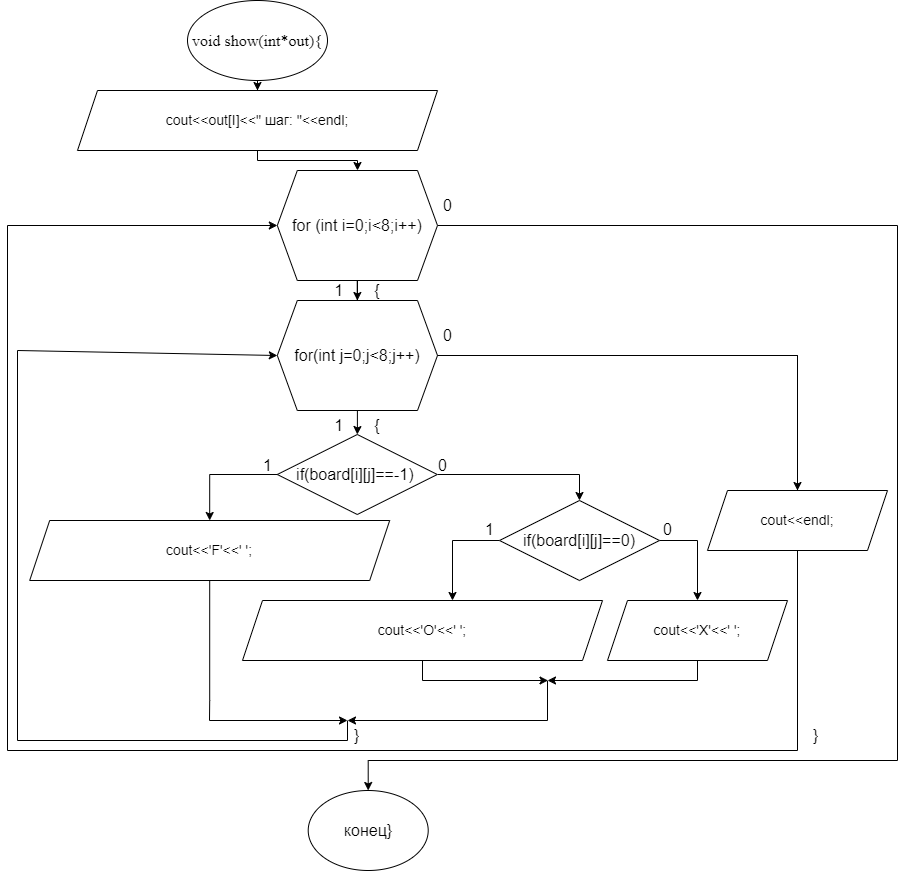 void show(int*out){
cout<<out[I]<<" шаг: "<<endl;
0
for (int i=0;i<8;i++)
1 {
0
for(int j=0;j<8;j++)
1 {
1 if(board[i][j]==-1) 0
cout<<endl;
1 if(board[i][j]==0) 0
cout<<'F'<<' ';
cout<<'O'<<' ';
cout<<'X'<<' ';
}
}
конец}